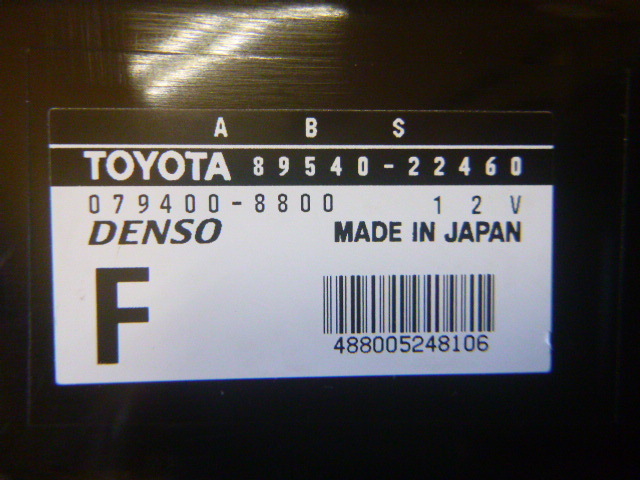 A B S
TOYOTA 89540-22460
079400-8800 12V
DENSO MADE IN JAPAN
F
488005248106